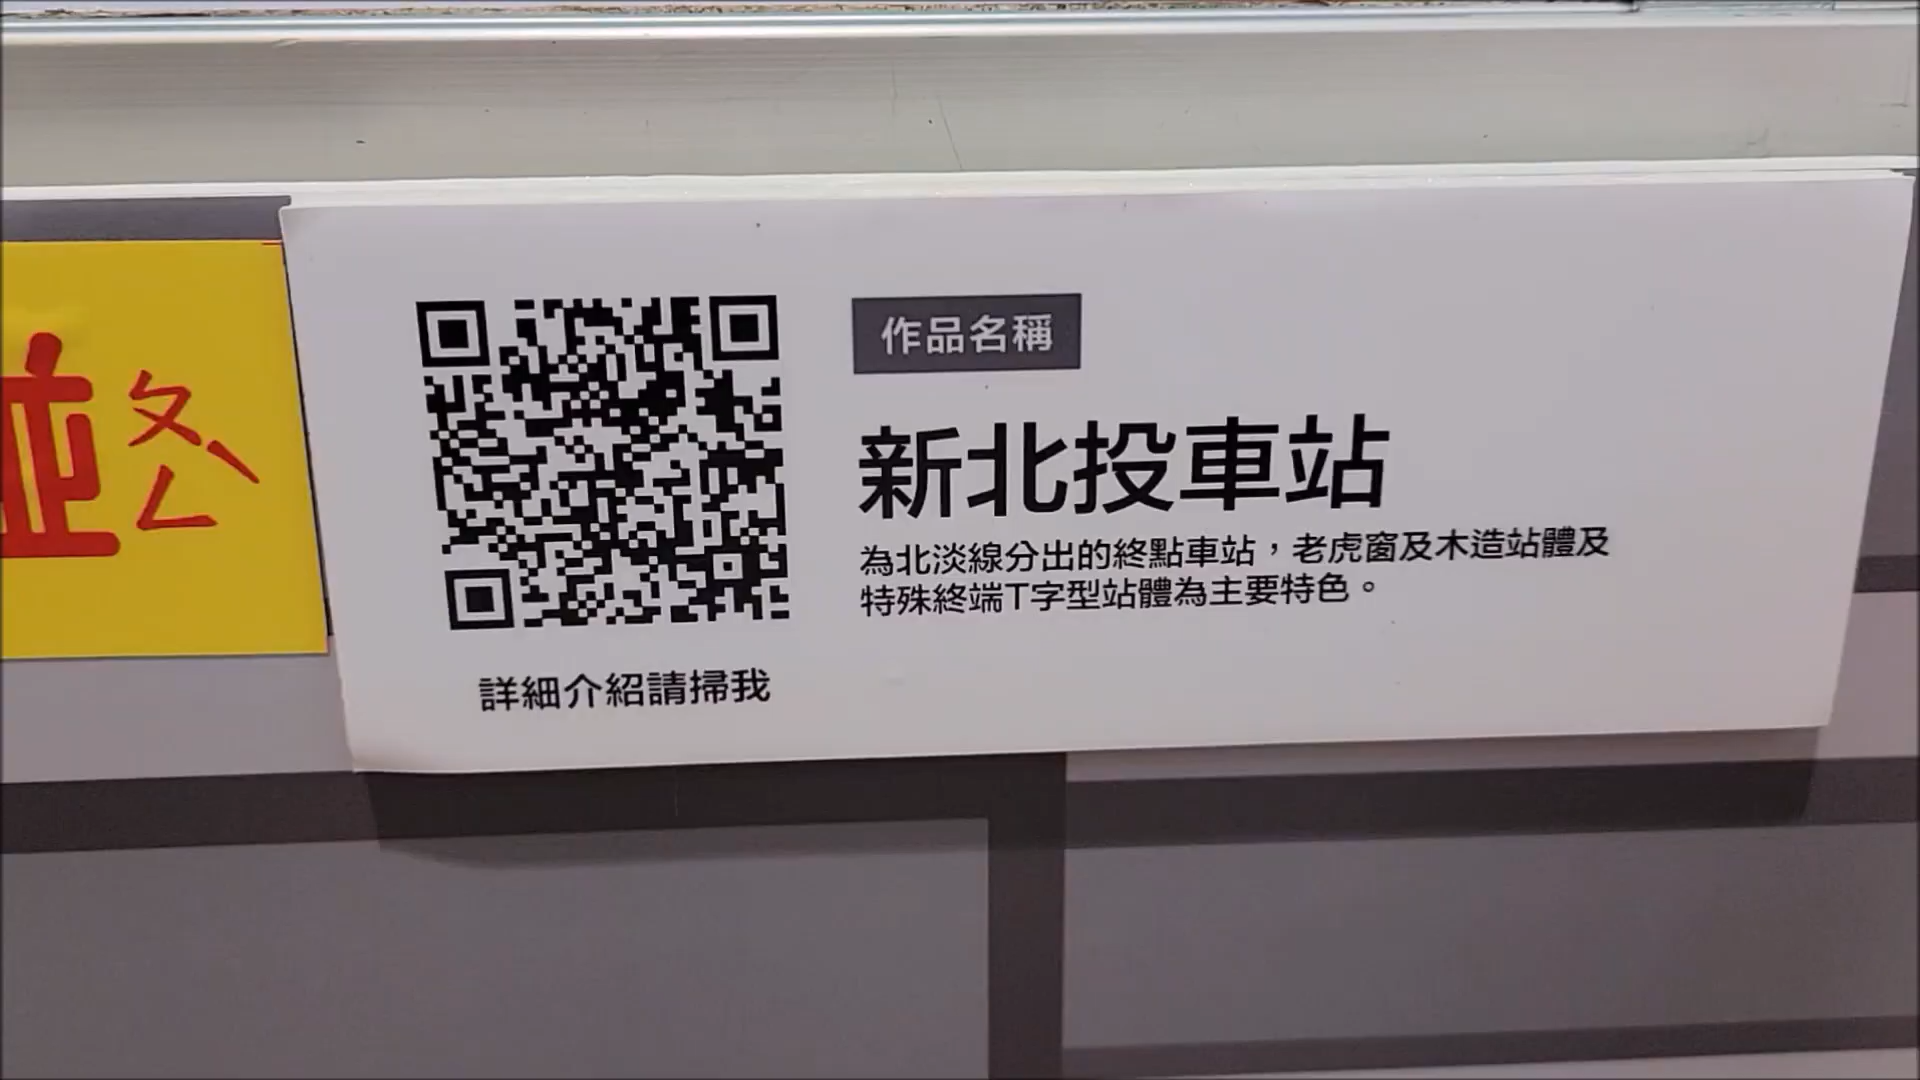 作品名稱
新北投車站
為北淡線分出的終點車站，老虎窗及木造站體及
特殊終端T字型站體為主要特色。
詳細介紹請掃我